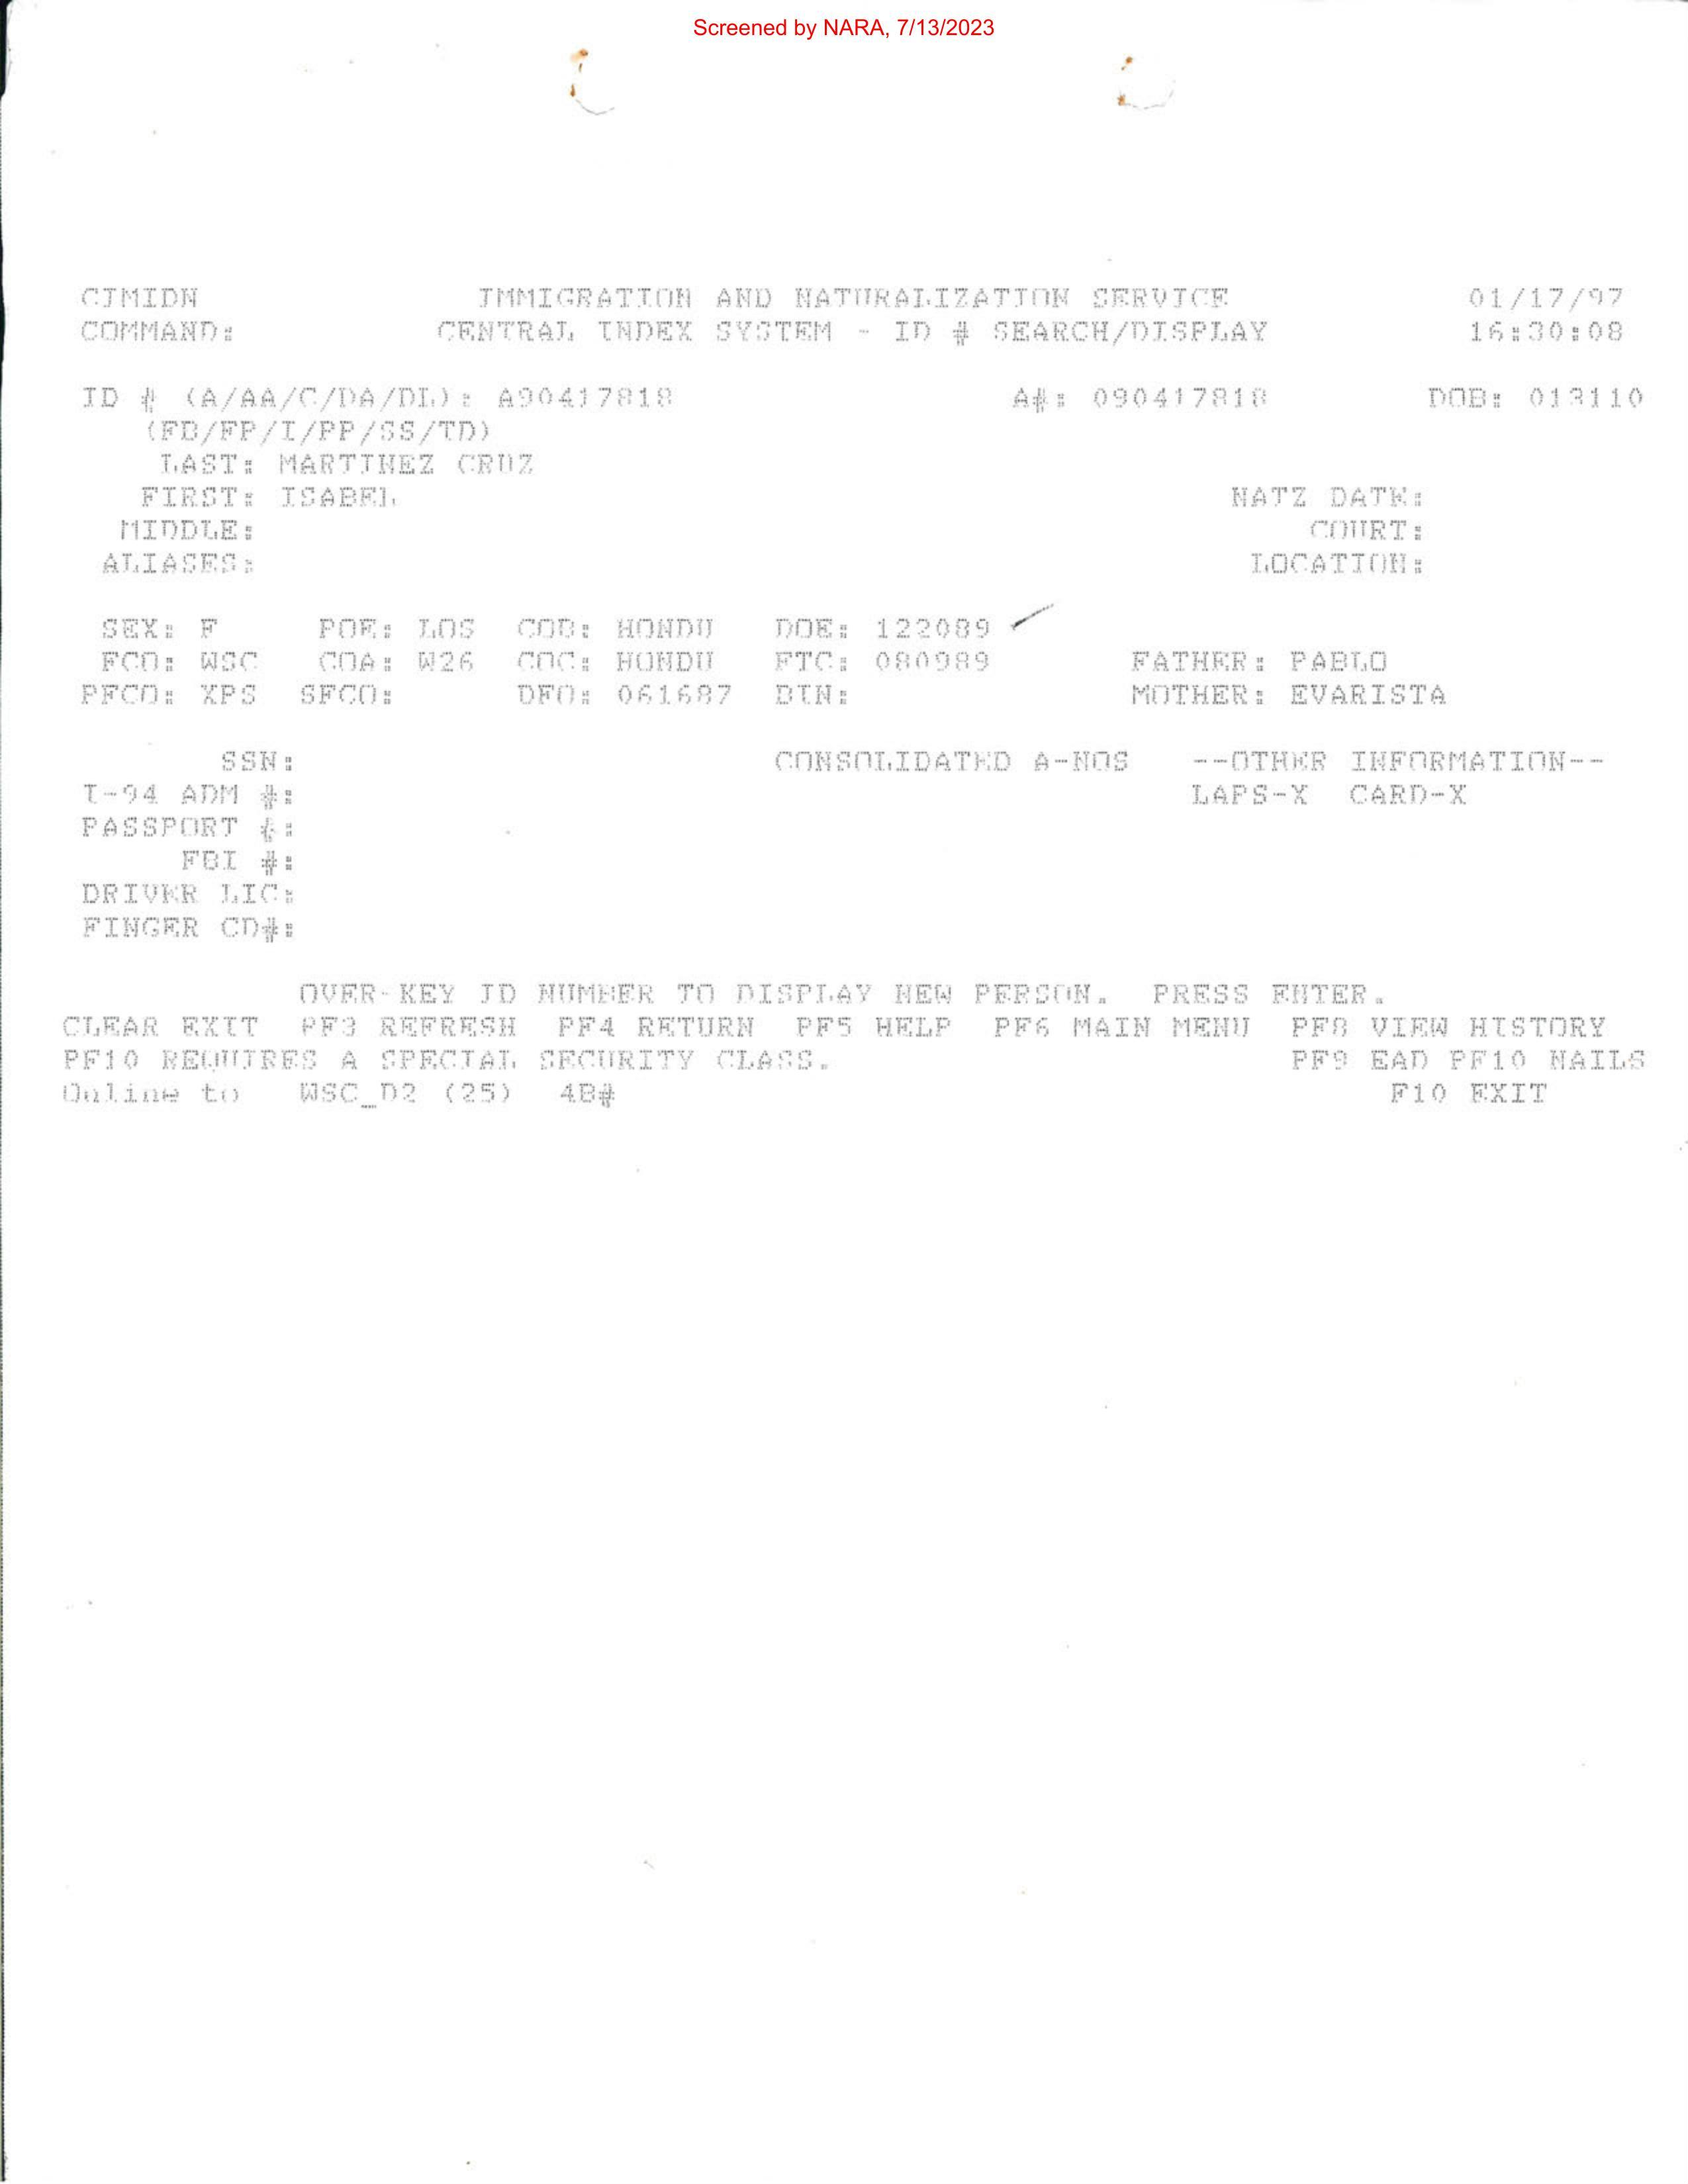 Screened by NARA, 7/13/2023
CIMIDN IMMIGRATION AND NATURALIZATION SERVICE 01/17/97
COMMAND: CENTRAL INDEX SYSTEM - ID # SEARCH/DISPLAY 16:30:08
ID # (A/AA/C/DA/DL): A90417818 A#: 090417818 DOB: 013110
(FB/FP/I/PP/SS/TD)
LAST: MARTINEZ CRUZ
FIRST: ISABEL NATZ DATE:
MIDDLE: COURT:
ALIASES: LOCATION:
SEX: F POE: LOS COB: HONDU DOE: 122089
FCO: WSC COA: W26 COC: HONDU FTC: 080989 FATHER: PABLO
PFCO: XPS SFCO: DFO: 061687 BIN: MOTHER: EVARISTA
SSN: CONSOLIDATED A-NOS --OTHER INFORMATION--
I-94 ADM #: LAPS-X CARD-X
PASSPORT #:
FBI #:
DRIVER LIC:
FINGER CD#:
OVER-KEY ID NUMBER TO DISPLAY NEW PERSON. PRESS ENTER.
CLEAR EXIT PF3 REFRESH PF4 RETURN PF5 HELP PF6 MAIN MENU PF8 VIEW HISTORY
PF10 REQUIRES A SPECIAL SECURITY CLASS. PF9 EAD PF10 NAILS
Online to WSC_D2 (25) 4B# F10 EXIT